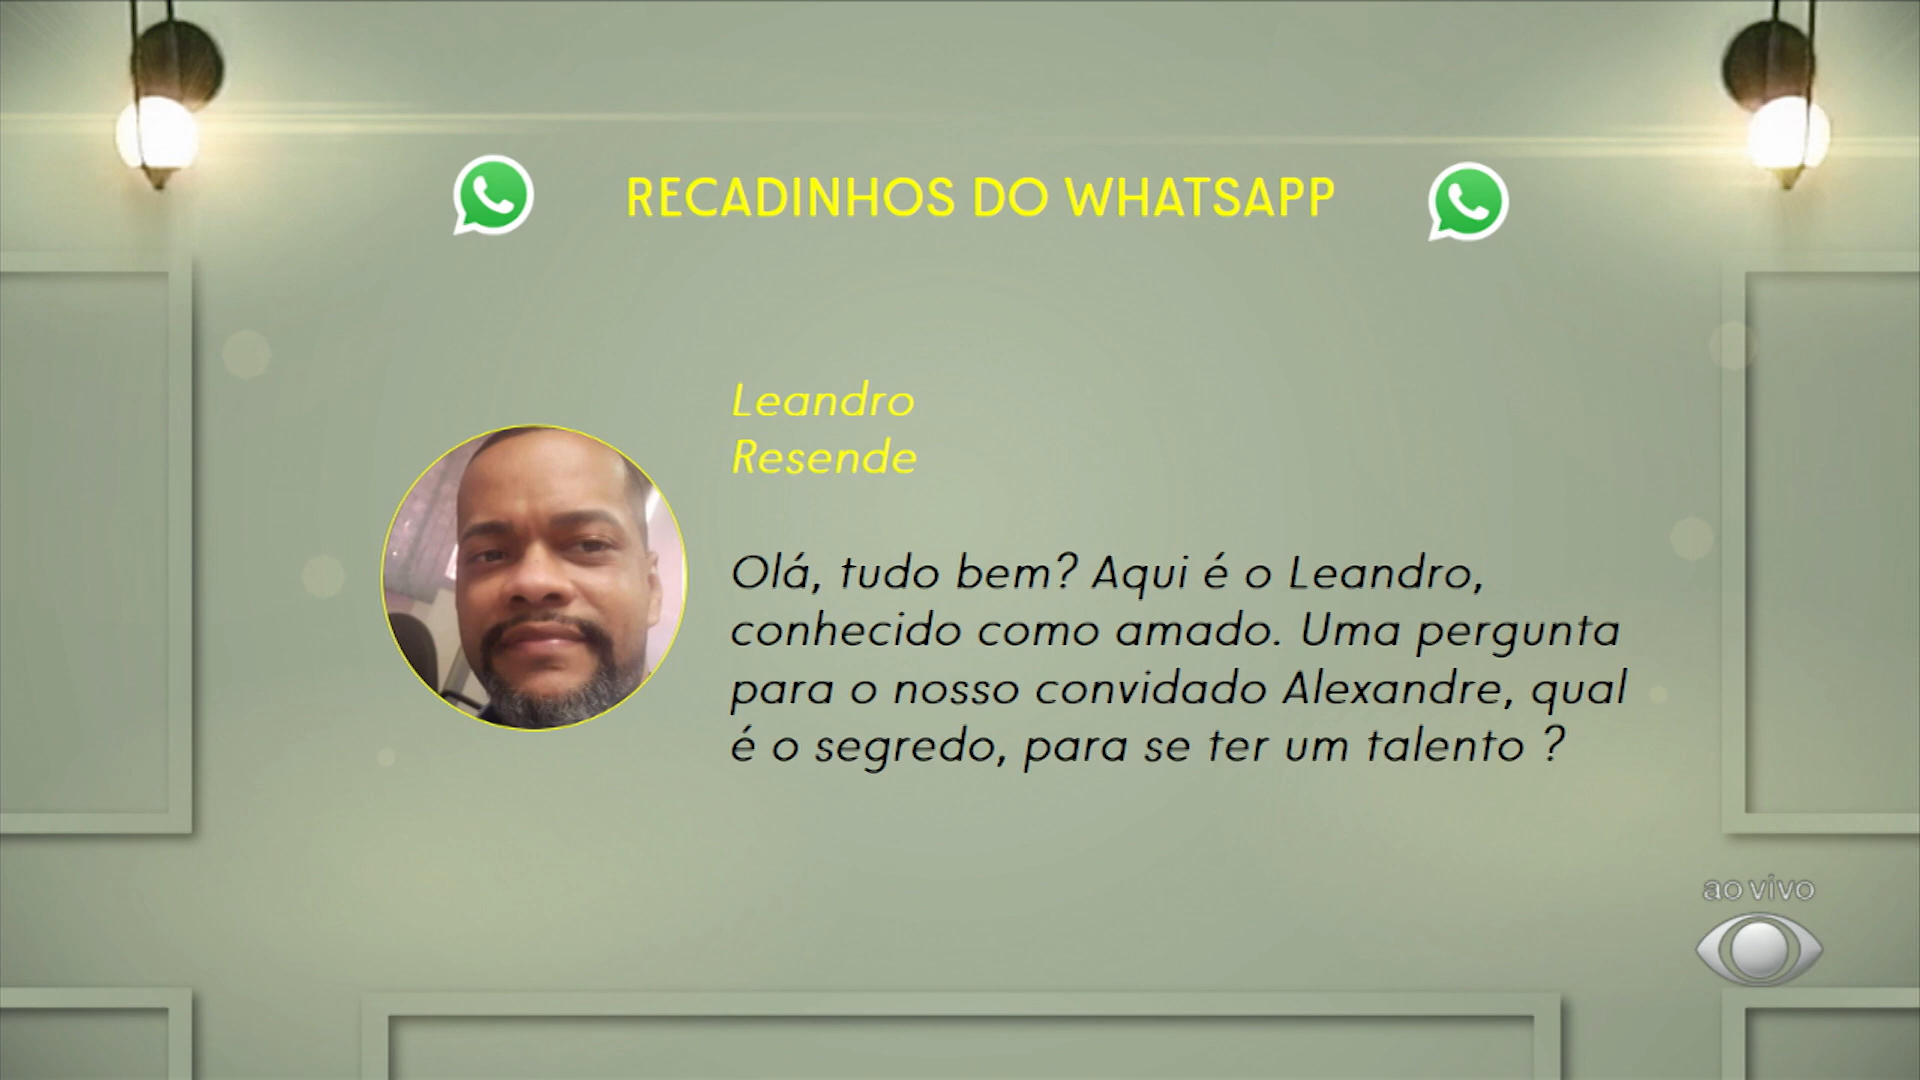 RECADINHOS DO WHATSAPP
Leandro
Resende
Olá, tudo bem? Aqui é o Leandro,
conhecido como amado. Uma pergunta
para o nosso convidado Alexandre, qual
é o segredo, para se ter um talento ?
ao vivo